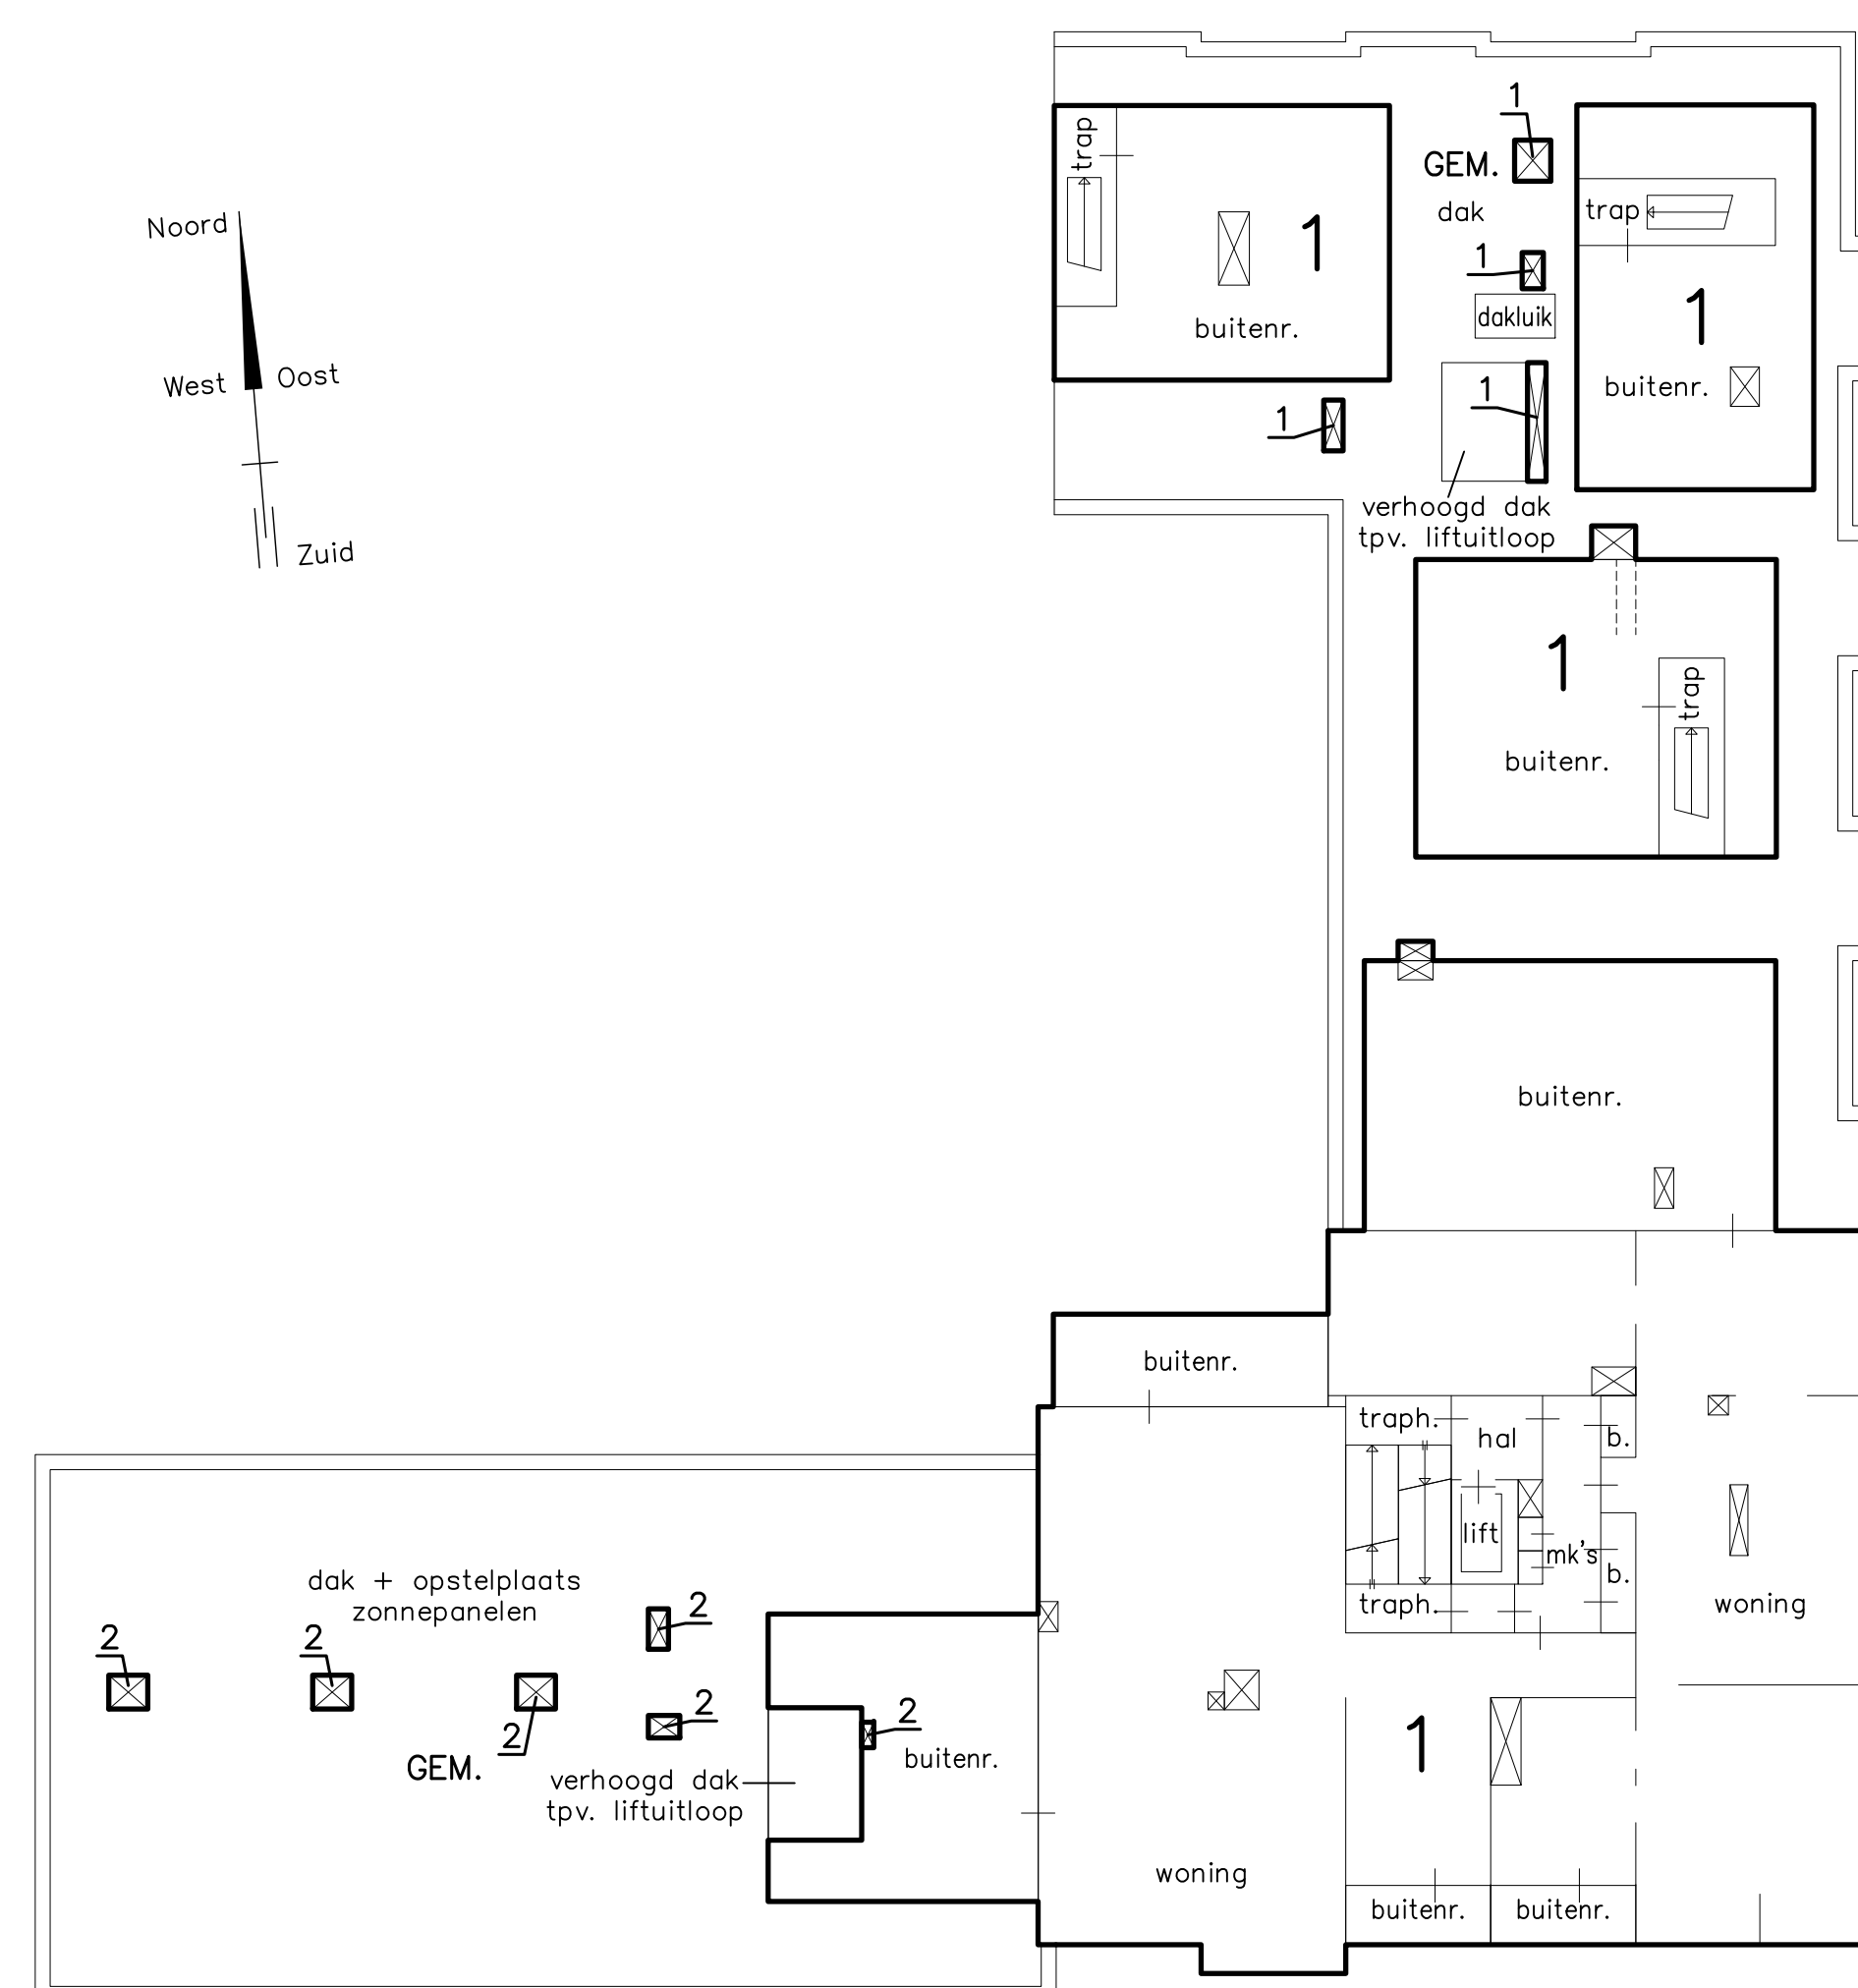 1
trap
GEM.
dak
trap
Noord
1
1
dakluik
1
buitenr.
West
Oost
1
1
buitenr.
verhoogd dak
tpv. liftuitloop
Zuid
1
trap
buitenr.
buitenr.
buitenr.
traph.
hal
b.
lift
mk's
b.
traph.
woning
dak + opstelplaats
zonnepanelen
2
2
2
2
2
2
GEM.
buitenr.
verhoogd dak
tpv. liftuitloop
1
woning
buitenr.
buitenr.